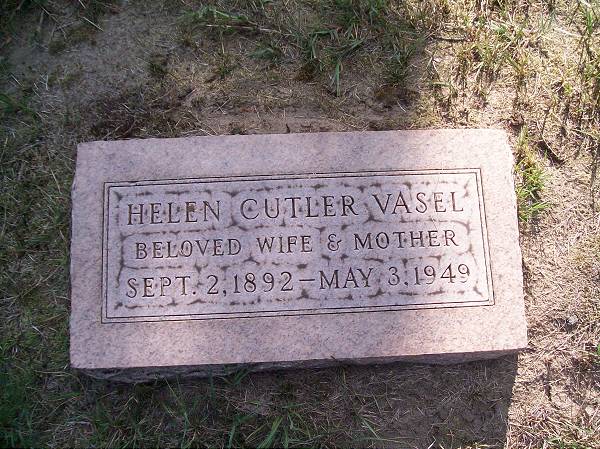 HELEN CUTLER VASEL
BELOVED WIFE & MOTHER
SEPT. 2, 1892 – MAY 3, 1949